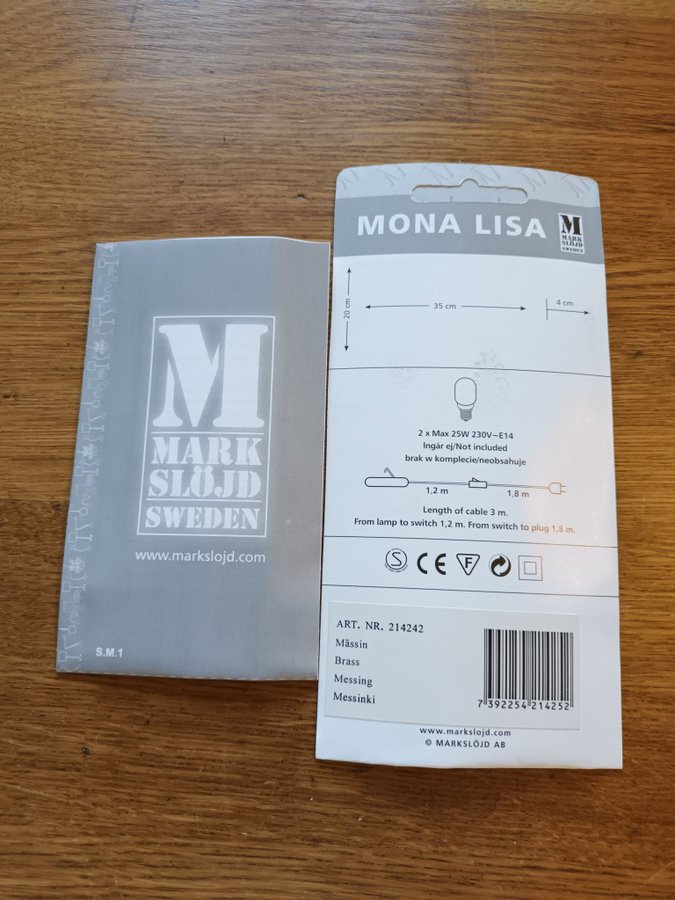 M
MARK
SLÖJD
SWEDEN
www.markslojd.com
S.M.1
MONA LISA
M
MARK
SLÖJD
SWEDEN
20 cm
35 cm
4 cm
2 x Max 25W 230V~E14
Ingår ej/Not included
brak w komplecie/neobsahuje
1,2 m
1,8 m
Length of cable 3 m.
From lamp to switch 1,2 m. From switch to plug 1,8 m.
S CE F
ART. NR. 214242
Mässin
Brass
Messing
Messinki
7 392254 214252
www.markslojd.com
© MARKSLÖJD AB